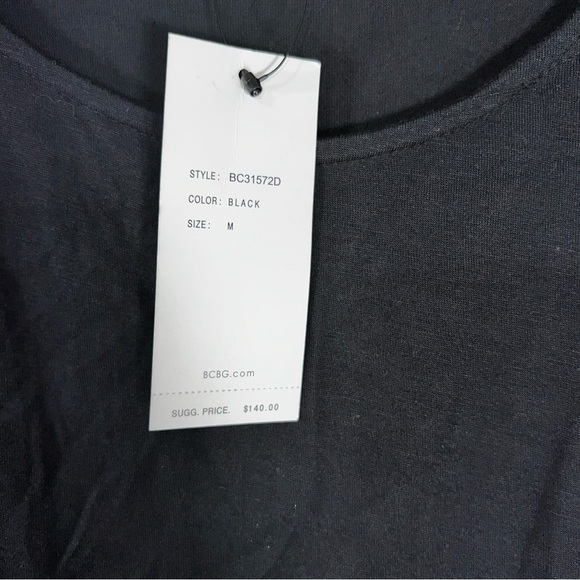 STYLE: BC31572D
COLOR: BLACK
SIZE: M
BCBG.com
SUGG. PRICE. $140.00